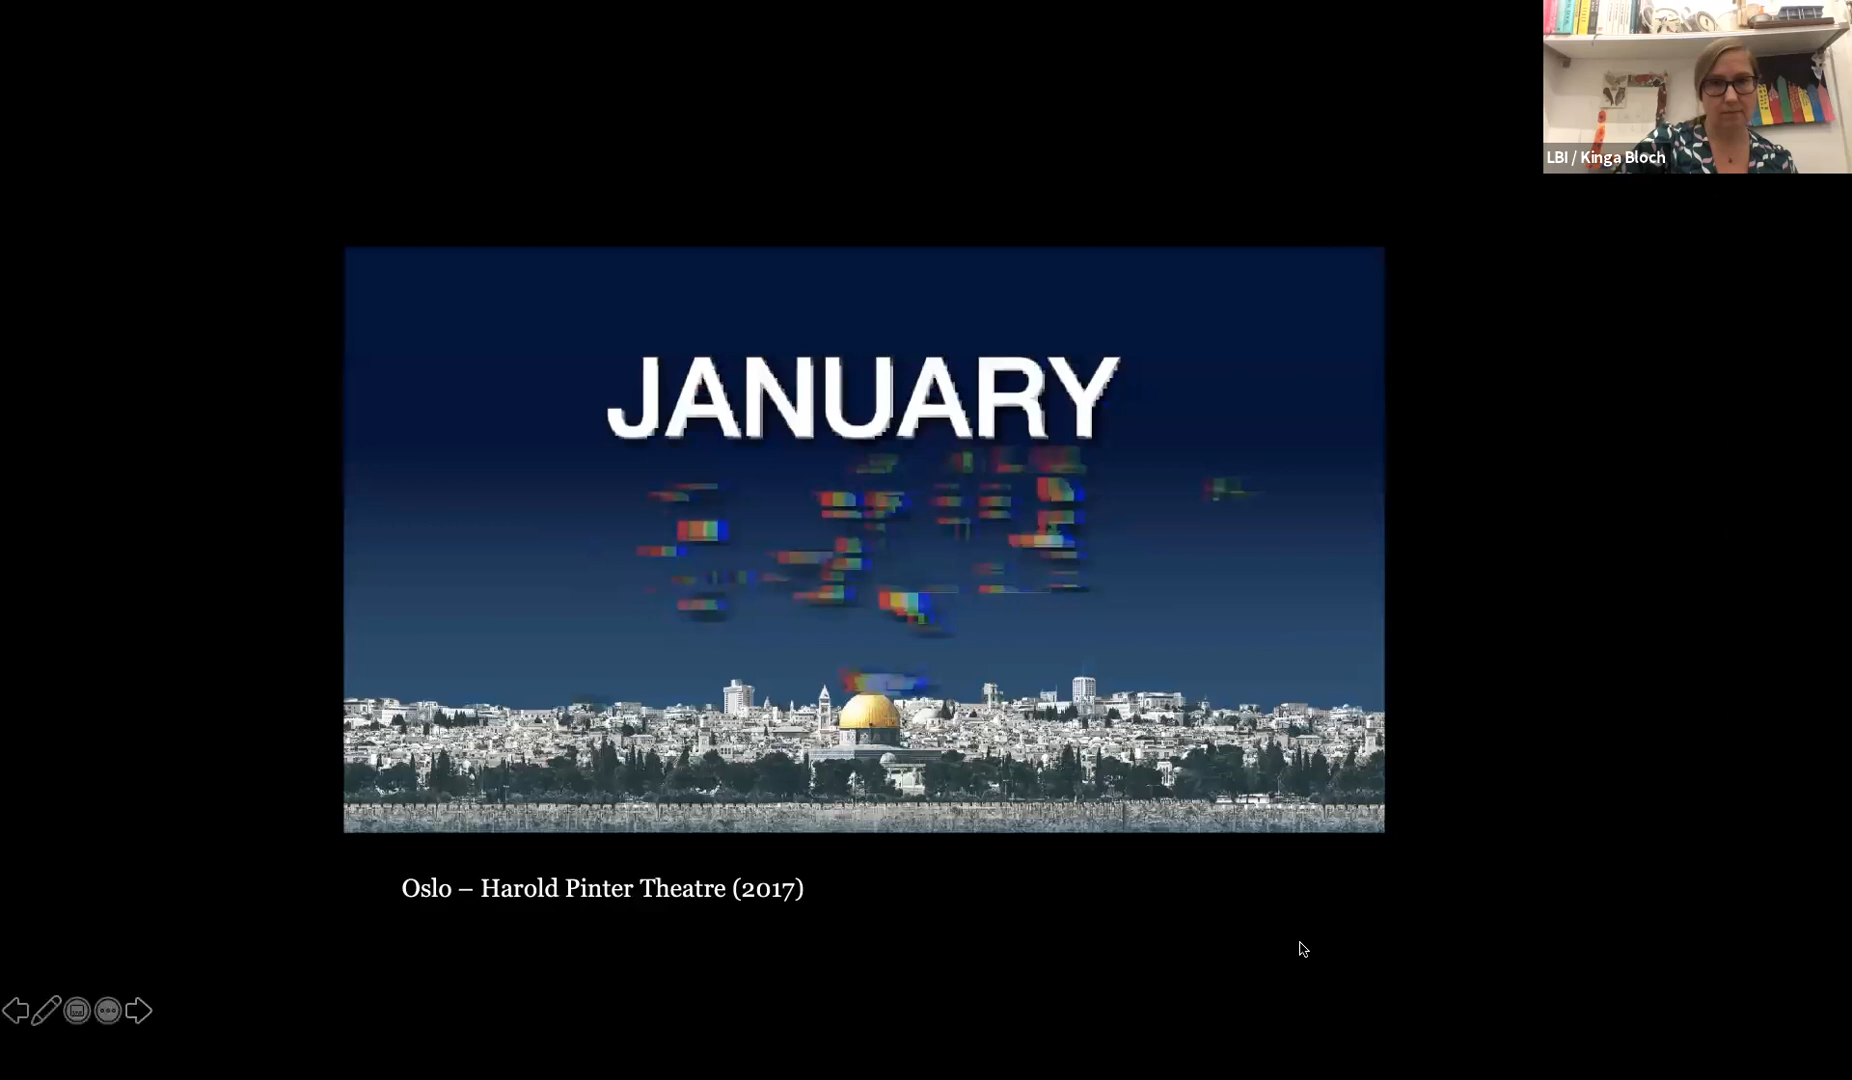 LBI / Kinga Bloch
JANUARY
Oslo – Harold Pinter Theatre (2017)